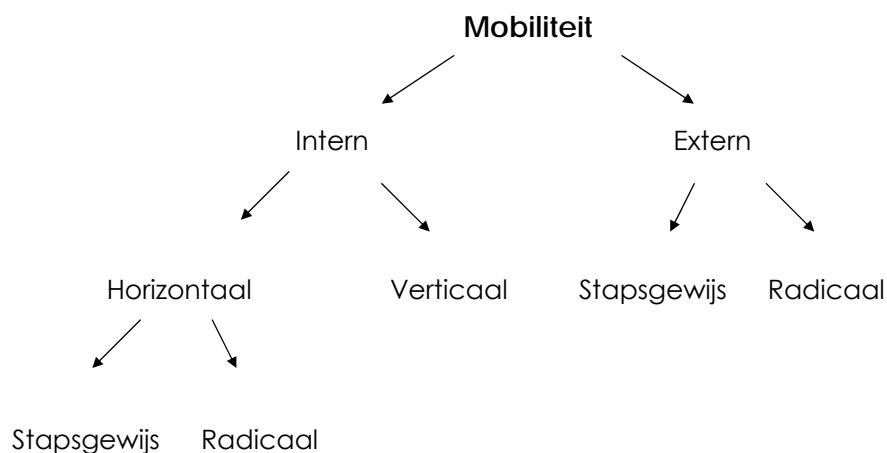 Mobiliteit
Intern Extern
Horizontaal Verticaal Stapsgewijs Radicaal
Stapsgewijs Radicaal